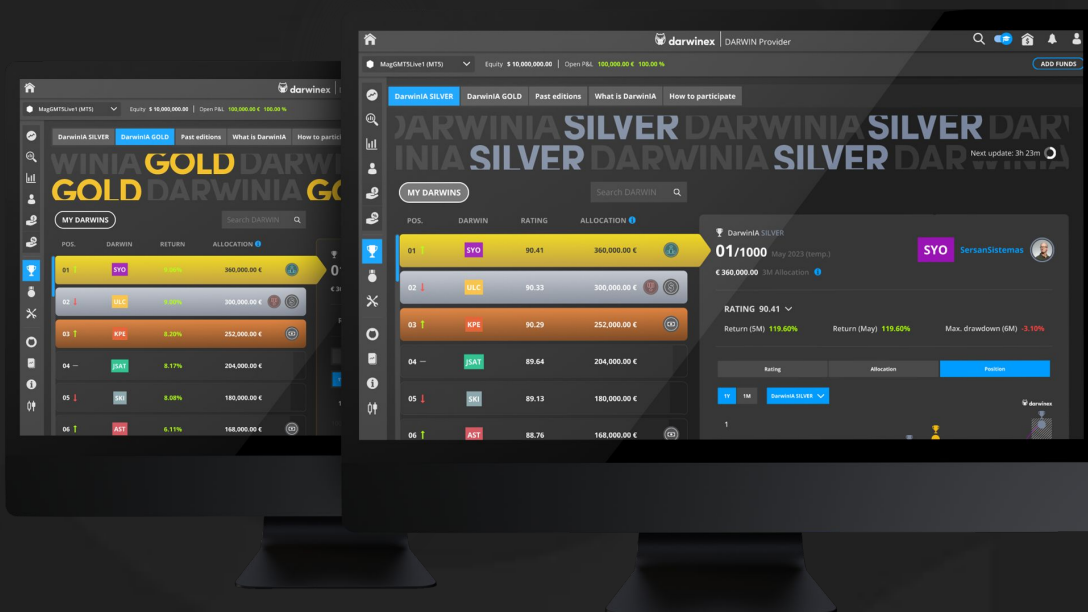 darwinex
MagGMTSLive1 (MT5)
Equity $ 10,000,000.00 | Open P&L 100,000.00 € 100.00 %
DarwinIA SILVER DarwinIA GOLD Past editions What is DarwinIA How to
WINIA GOLD DARW
GOLD DARWINIA
MY DARWINS
Search DARWIN
POS. DARWIN RETURN ALLOCATION
01 SYO 360,000.00 €
02 ULC 300,000.00 €
03 KPE 8.20% 252,000.00 €
04 JSAT 8.17% 204,000.00 €
05 SKI 8.08% 180,000.00 €
06 AST 6.11% 168,000.00 €
darwinex | DARWIN Provider
MagGMTSLive1 (MT5)
Equity $ 10,000,000.00 | Open P&L 100,000.00 € 100.00 %
ADD FUNDS
DarwinIA SILVER DarwinIA GOLD Past editions What is DarwinIA How to participate
DARWINIA SILVER DARWINIA SILVER DAR
INIA SILVER DARWINIA SILVER DARWINIA
Next update: 3h 23m
MY DARWINS
Search DARWIN
POS. DARWIN RATING ALLOCATION
01 SYO 90.41 360,000.00 €
02 ULC 90.33 300,000.00 €
03 KPE 90.29 252,000.00 €
04 JSAT 89.64 204,000.00 €
05 SKI 89.13 180,000.00 €
06 AST 88.76 168,000.00 €
DarwinIA SILVER
01/1000 May 2023 (temp.)
€ 360,000.00 3M Allocation
SYO SersanSistemas
RATING 90.41
Return (5M) 119.60% Return (May) 119.60% Max. drawdown (6M) -3.10%
Rating Allocation Position
1Y 1M DarwinIA SILVER
darwinex
1